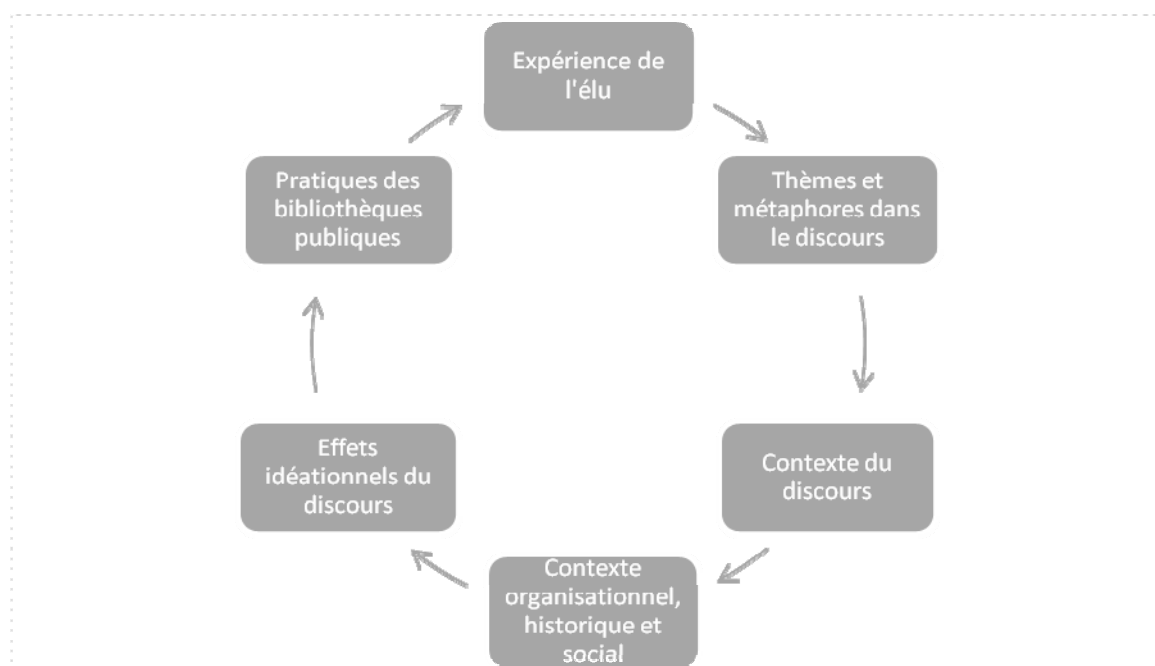 Expérience de
l'élu
Thèmes et
métaphores dans
le discours
Contexte du
discours
Contexte
organisationnel,
historique et
social
Effets
idéationnels du
discours
Pratiques des
bibliothèques
publiques